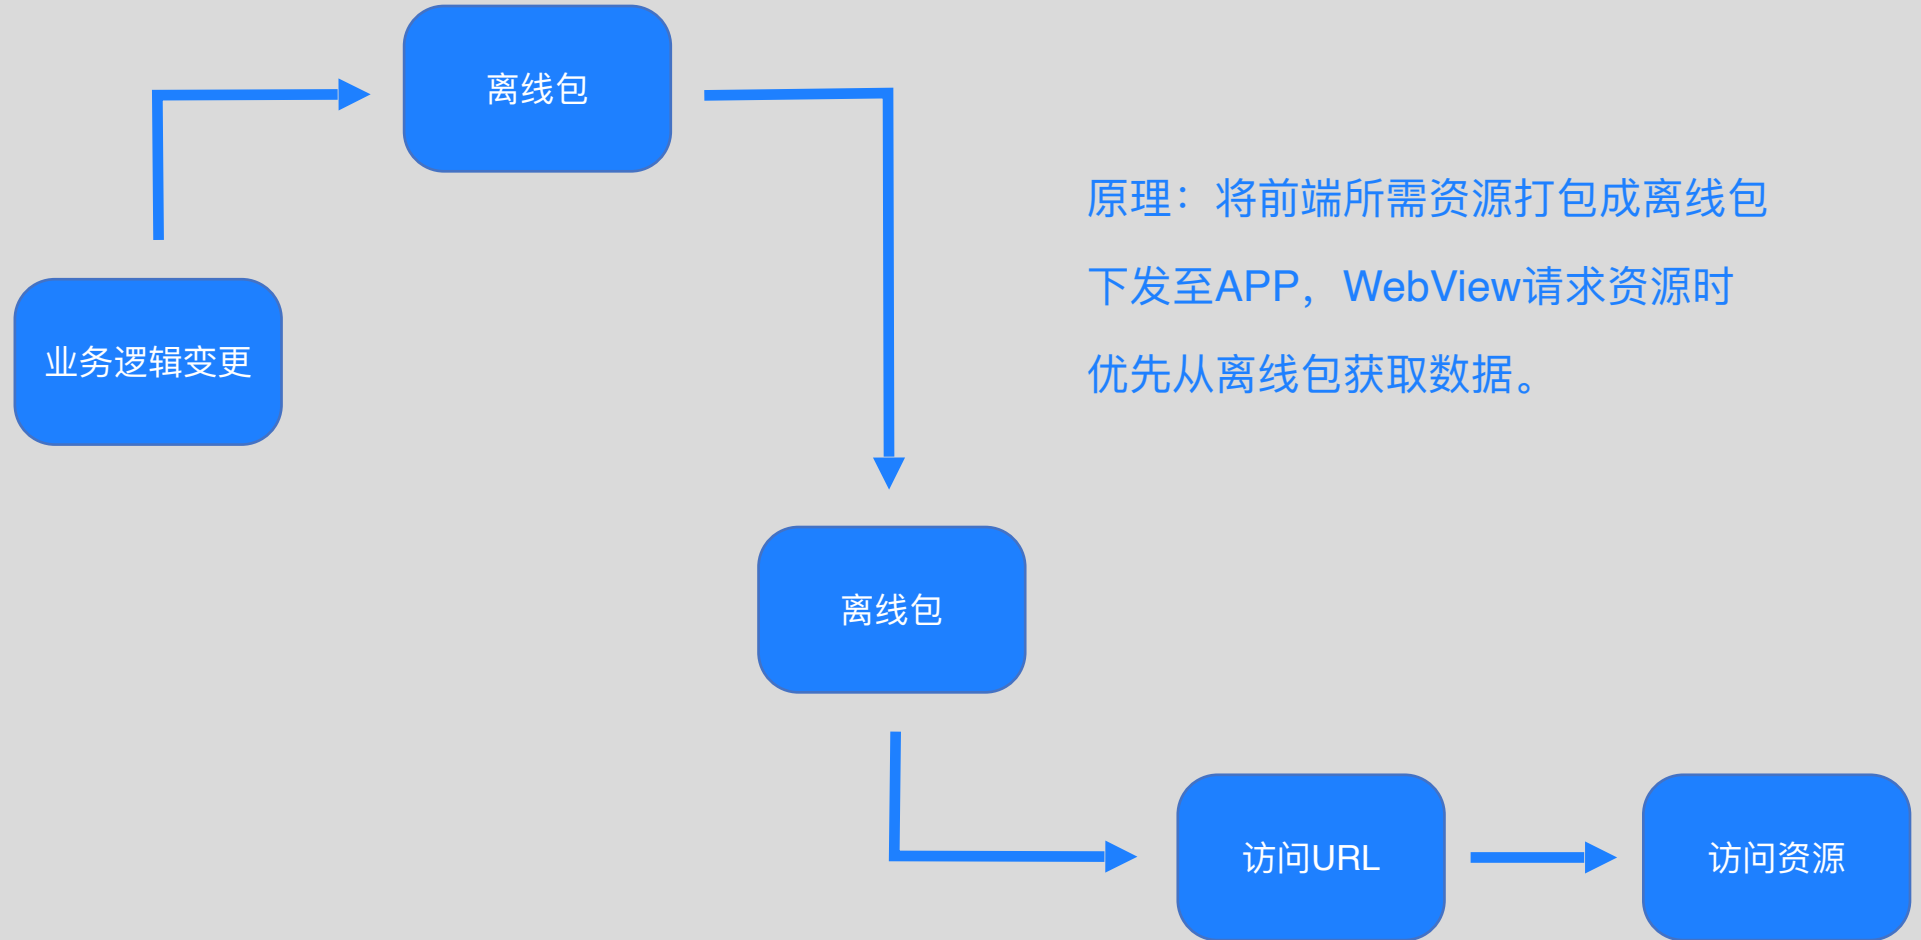 离线包
业务逻辑变更
原理：将前端所需资源打包成离线包
下发至APP，WebView请求资源时
优先从离线包获取数据。
离线包
访问URL
访问资源